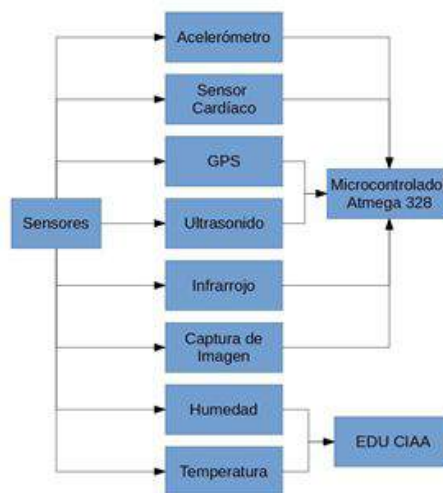 Acelerómetro
Sensor
Cardíaco
GPS
Microcontrolado
Atmega 328
Sensores
Ultrasonido
Infrarrojo
Captura de
Imagen
Humedad
EDU CIAA
Temperatura